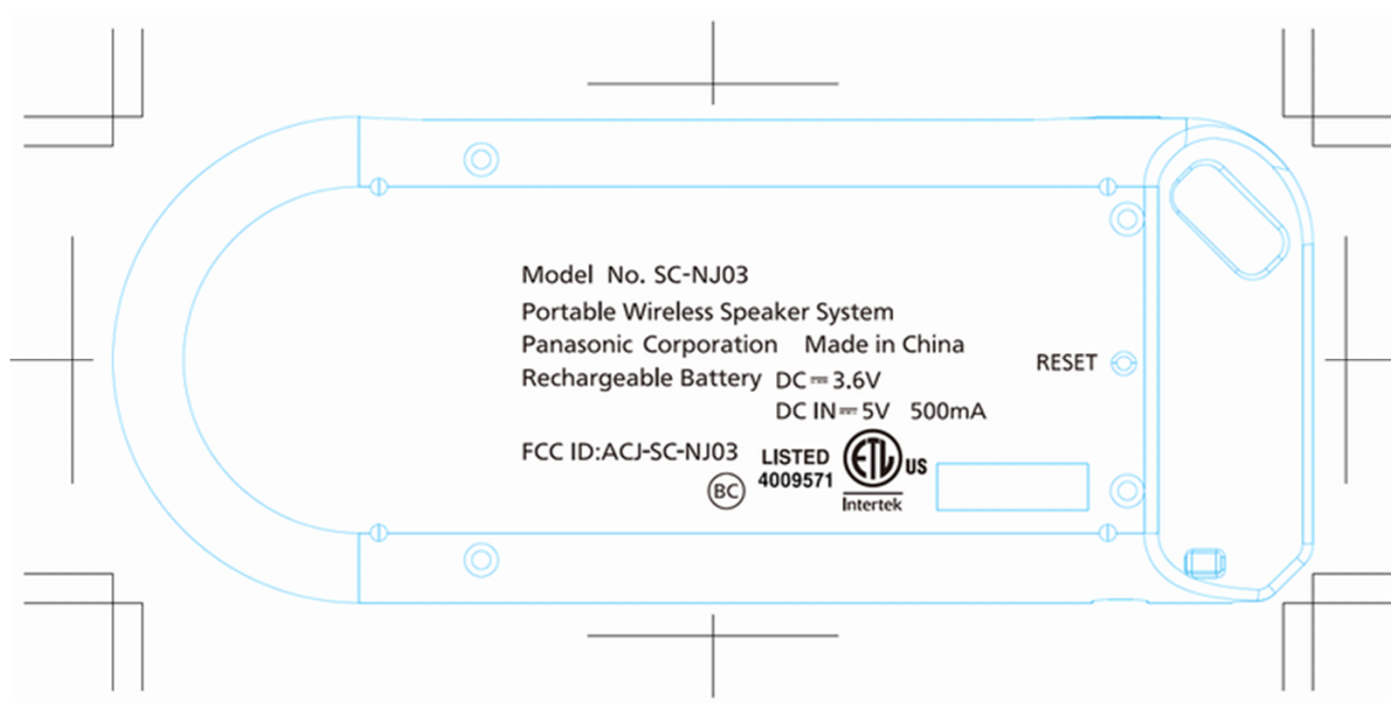 Model No. SC-NJ03
Portable Wireless Speaker System
Panasonic Corporation Made in China
Rechargeable Battery DC⎓3.6V
DC IN⎓5V 500mA
RESET
FCC ID:ACJ-SC-NJ03
BC
LISTED
4009571
ETL US
Intertek